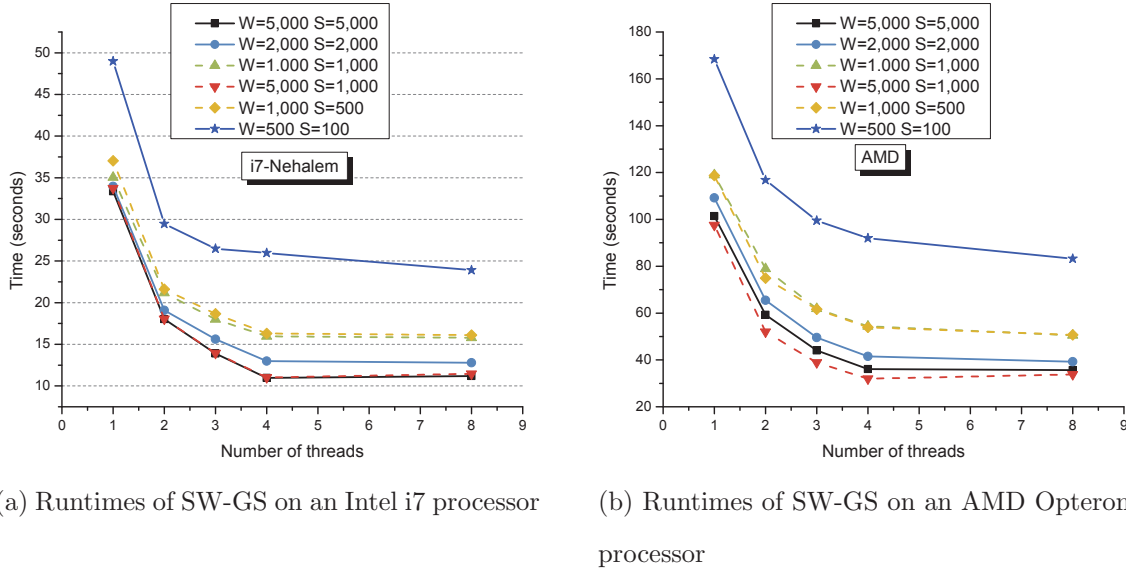 W=5,000 S=5,000
W=2,000 S=2,000
W=1.000 S=1,000
W=5,000 S=1,000
W=1,000 S=500
W=500 S=100
i7-Nehalem
Time (seconds)
50
45
40
35
30
25
20
15
10
0 1 2 3 4 5 6 7 8 9
Number of threads
W=5,000 S=5,000
W=2,000 S=2,000
W=1.000 S=1,000
W=5,000 S=1,000
W=1,000 S=500
W=500 S=100
AMD
Time (seconds)
180
160
140
120
100
80
60
40
20
0 1 2 3 4 5 6 7 8 9
Number of threads
(a) Runtimes of SW-GS on an Intel i7 processor
(b) Runtimes of SW-GS on an AMD Opteron
processor